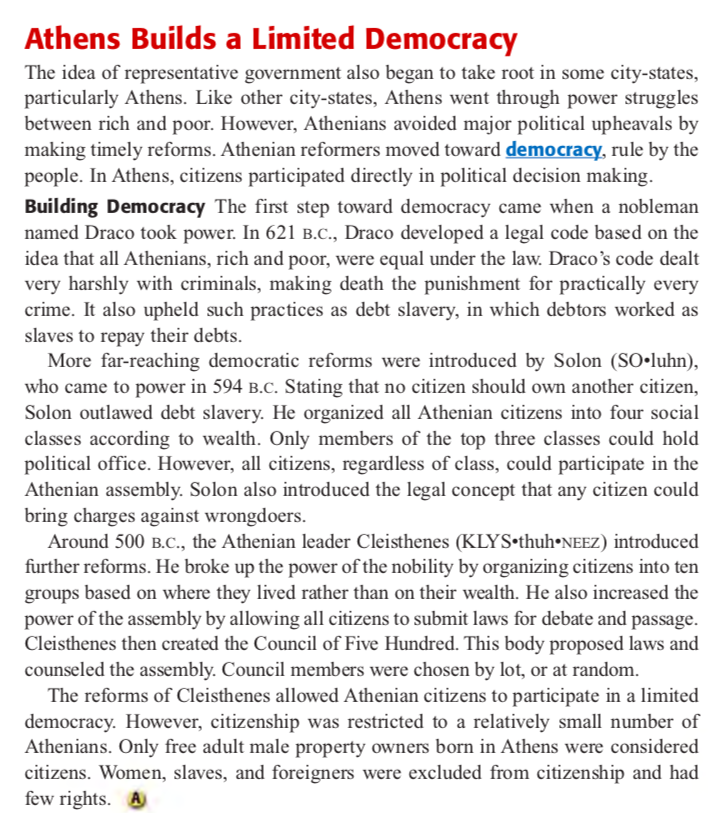 Athens Builds a Limited Democracy
The idea of representative government also began to take root in some city-states,
particularly Athens. Like other city-states, Athens went through power struggles
between rich and poor. However, Athenians avoided major political upheavals by
making timely reforms. Athenian reformers moved toward democracy, rule by the
people. In Athens, citizens participated directly in political decision making.
Building Democracy The first step toward democracy came when a nobleman
named Draco took power. In 621 B.C., Draco developed a legal code based on the
idea that all Athenians, rich and poor, were equal under the law. Draco's code dealt
very harshly with criminals, making death the punishment for practically every
crime. It also upheld such practices as debt slavery, in which debtors worked as
slaves to repay their debts.
More far-reaching democratic reforms were introduced by Solon (SO•luhn),
who came to power in 594 B.C. Stating that no citizen should own another citizen,
Solon outlawed debt slavery. He organized all Athenian citizens into four social
classes according to wealth. Only members of the top three classes could hold
political office. However, all citizens, regardless of class, could participate in the
Athenian assembly. Solon also introduced the legal concept that any citizen could
bring charges against wrongdoers.
Around 500 B.C., the Athenian leader Cleisthenes (KLYS•thuh•NEEZ) introduced
further reforms. He broke up the power of the nobility by organizing citizens into ten
groups based on where they lived rather than on their wealth. He also increased the
power of the assembly by allowing all citizens to submit laws for debate and passage.
Cleisthenes then created the Council of Five Hundred. This body proposed laws and
counseled the assembly. Council members were chosen by lot, or at random.
The reforms of Cleisthenes allowed Athenian citizens to participate in a limited
democracy. However, citizenship was restricted to a relatively small number of
Athenians. Only free adult male property owners born in Athens were considered
citizens. Women, slaves, and foreigners were excluded from citizenship and had
few rights. A